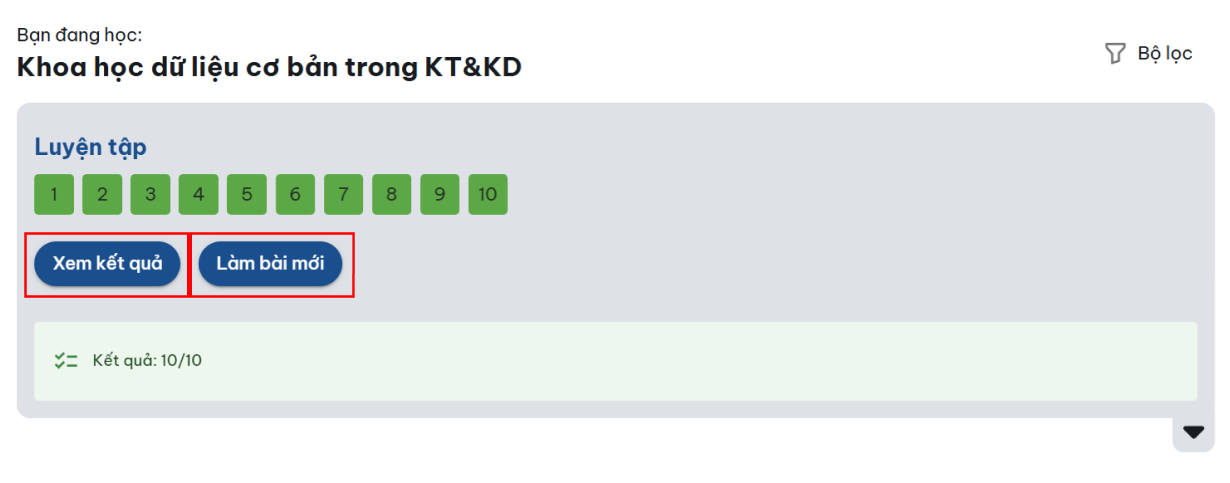 Bạn đang học:
Khoa học dữ liệu cơ bản trong KT&KD
Bộ lọc
Luyện tập
1 2 3 4 5 6 7 8 9 10
Xem kết quả Làm bài mới
Kết quả: 10/10